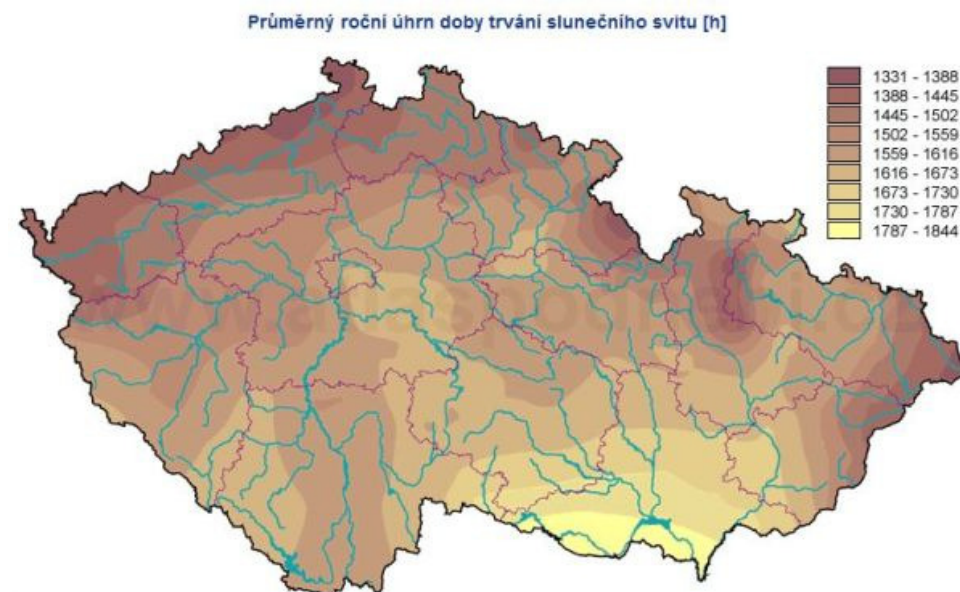 Průměrný roční úhrn doby trvání slunečního svitu [h]
1331 - 1388
1388 - 1445
1445 - 1502
1502 - 1559
1559 - 1616
1616 - 1673
1673 - 1730
1730 - 1787
1787 - 1844